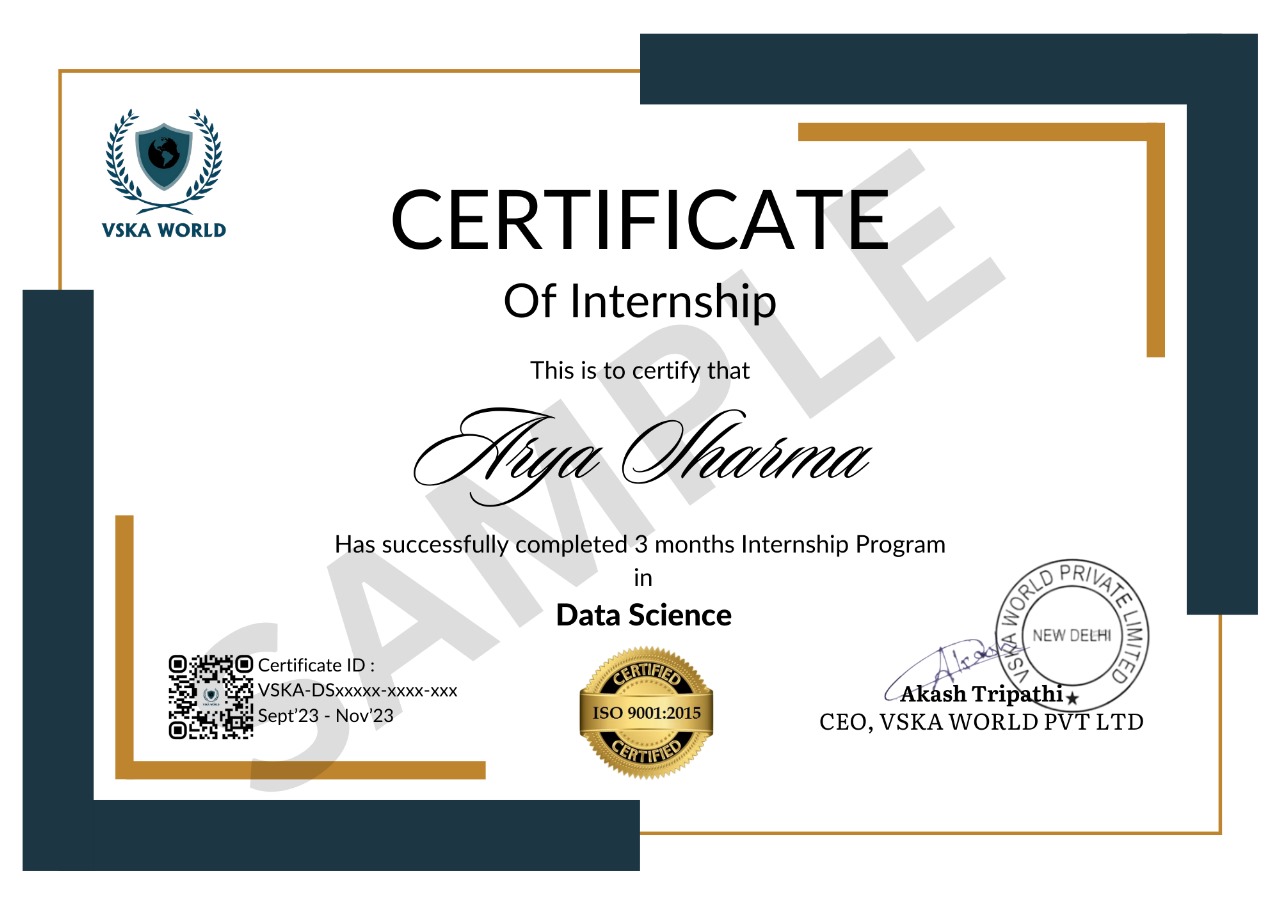 VSKA WORLD
CERTIFICATE
Of Internship
This is to certify that
Arya Sharma
Has successfully completed 3 months Internship Program
in
Data Science
SAMPLE
Certificate ID :
VSKA-DSxxxxx-xxxx-xxx
Sept'23 - Nov'23
CERTIFIED
ISO 9001:2015
CERTIFIED
VSKA WORLD PRIVATE LIMITED
NEW DELHI
Akash Tripathi
CEO, VSKA WORLD PVT LTD